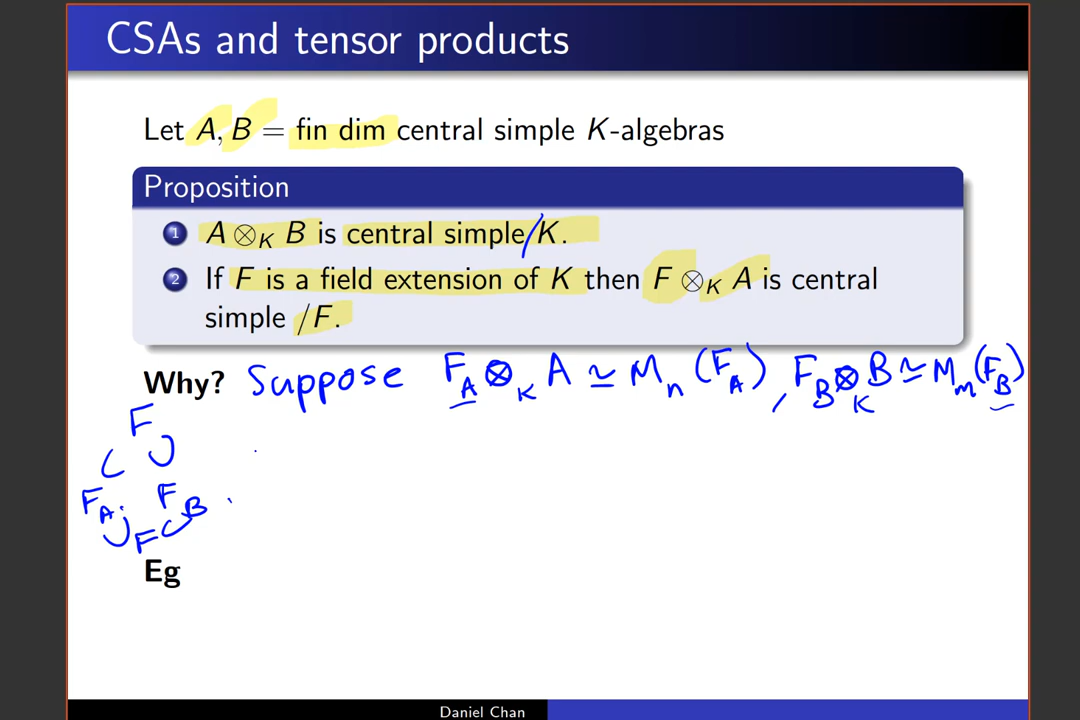 CSAs and tensor products
Let A, B = fin dim central simple K-algebras
Proposition
1 A ⊗_K B is central simple/K.
2 If F is a field extension of K then F ⊗_K A is central
simple /F.
Why? Suppose F_A ⊗_K A ≃ M_n (F_A) , F_B ⊗_K B ≃ M_m (F_B)
F
F_A F_B
F
Eg
Daniel Chan